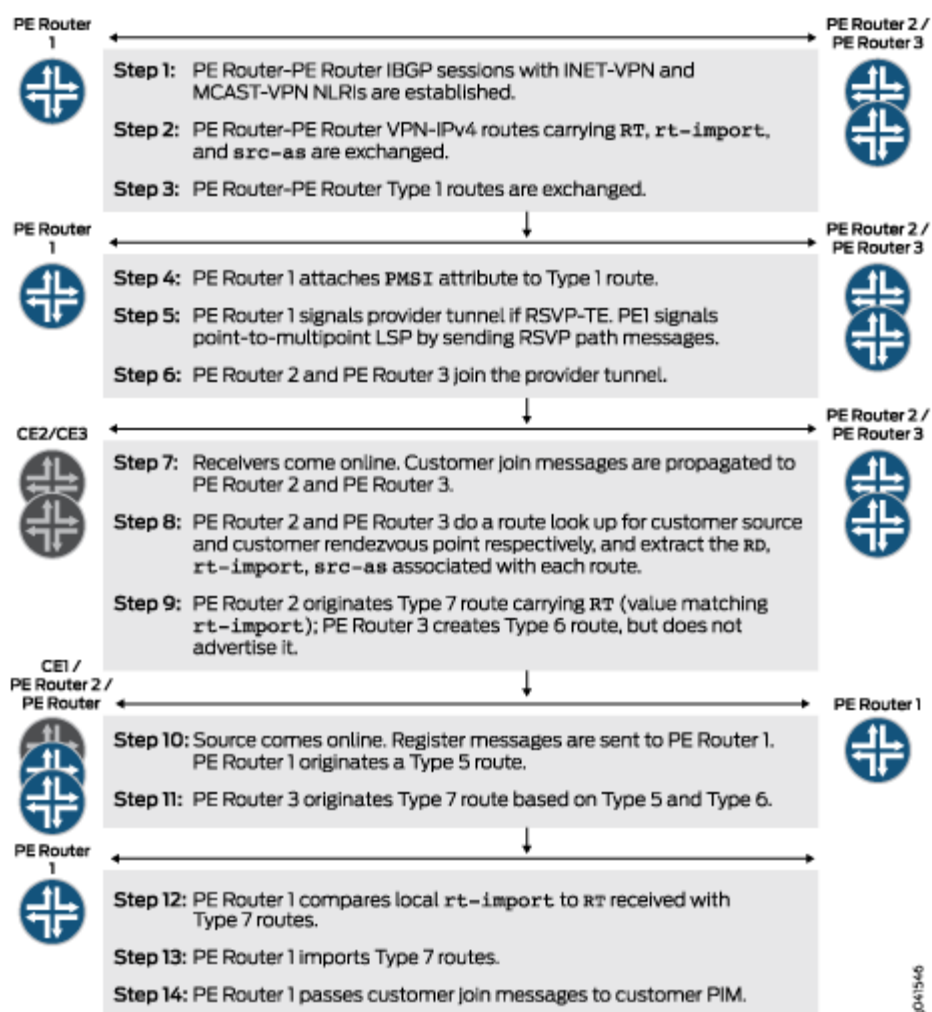 PE Router
1
PE Router 2 /
PE Router 3
Step 1: PE Router-PE Router IBGP sessions with INET-VPN and
MCAST-VPN NLRIs are established.
Step 2: PE Router-PE Router VPN-IPv4 routes carrying RT, rt-import,
and src-as are exchanged.
Step 3: PE Router-PE Router Type 1 routes are exchanged.
PE Router
1
PE Router 2 /
PE Router 3
Step 4: PE Router 1 attaches PMSI attribute to Type 1 route.
Step 5: PE Router 1 signals provider tunnel if RSVP-TE. PE1 signals
point-to-multipoint LSP by sending RSVP path messages.
Step 6: PE Router 2 and PE Router 3 join the provider tunnel.
CE2/CE3
PE Router 2 /
PE Router 3
Step 7: Receivers come online. Customer join messages are propagated to
PE Router 2 and PE Router 3.
Step 8: PE Router 2 and PE Router 3 do a route look up for customer source
and customer rendezvous point respectively, and extract the RD,
rt-import, src-as associated with each route.
Step 9: PE Router 2 originates Type 7 route carrying RT (value matching
rt-import); PE Router 3 creates Type 6 route, but does not
advertise it.
CE1 /
PE Router 2 /
PE Router
PE Router 1
Step 10: Source comes online. Register messages are sent to PE Router 1.
PE Router 1 originates a Type 5 route.
Step 11: PE Router 3 originates Type 7 route based on Type 5 and Type 6.
PE Router
1
Step 12: PE Router 1 compares local rt-import to RT received with
Type 7 routes.
Step 13: PE Router 1 imports Type 7 routes.
Step 14: PE Router 1 passes customer join messages to customer PIM.
j041546